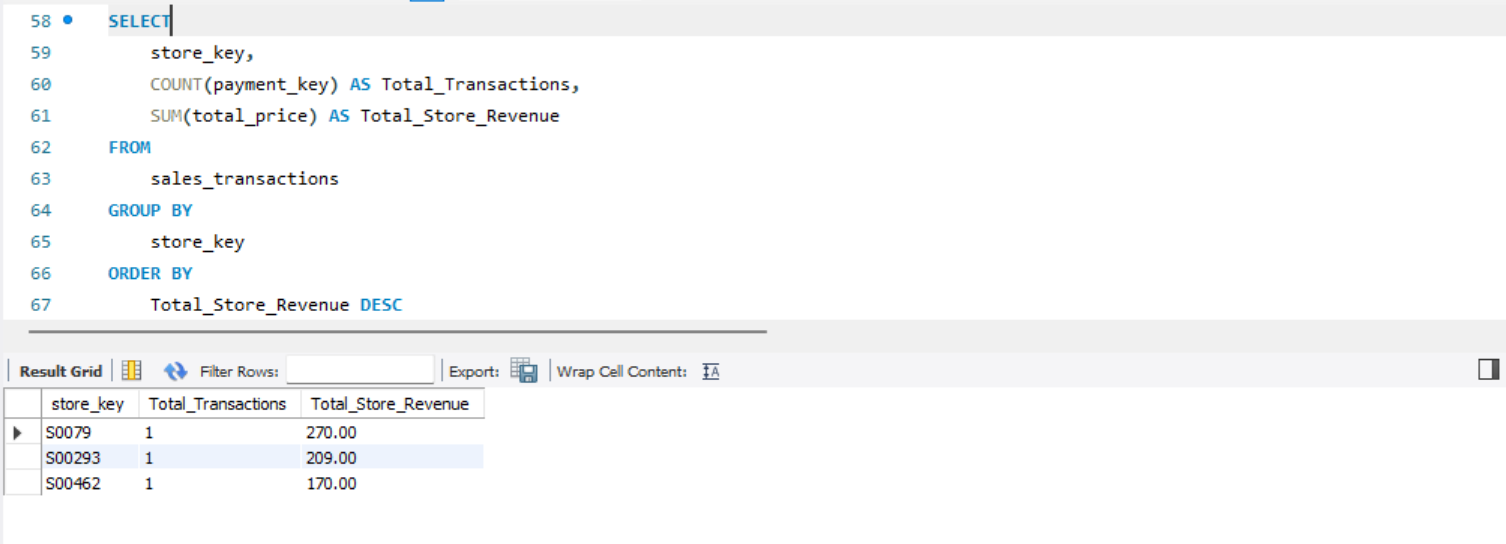 58 SELECT
59 store_key,
60 COUNT(payment_key) AS Total_Transactions,
61 SUM(total_price) AS Total_Store_Revenue
62 FROM
63 sales_transactions
64 GROUP BY
65 store_key
66 ORDER BY
67 Total_Store_Revenue DESC
Result Grid Filter Rows: Export: Wrap Cell Content: IA
store_key Total_Transactions Total_Store_Revenue
S0079 1 270.00
S00293 1 209.00
S00462 1 170.00